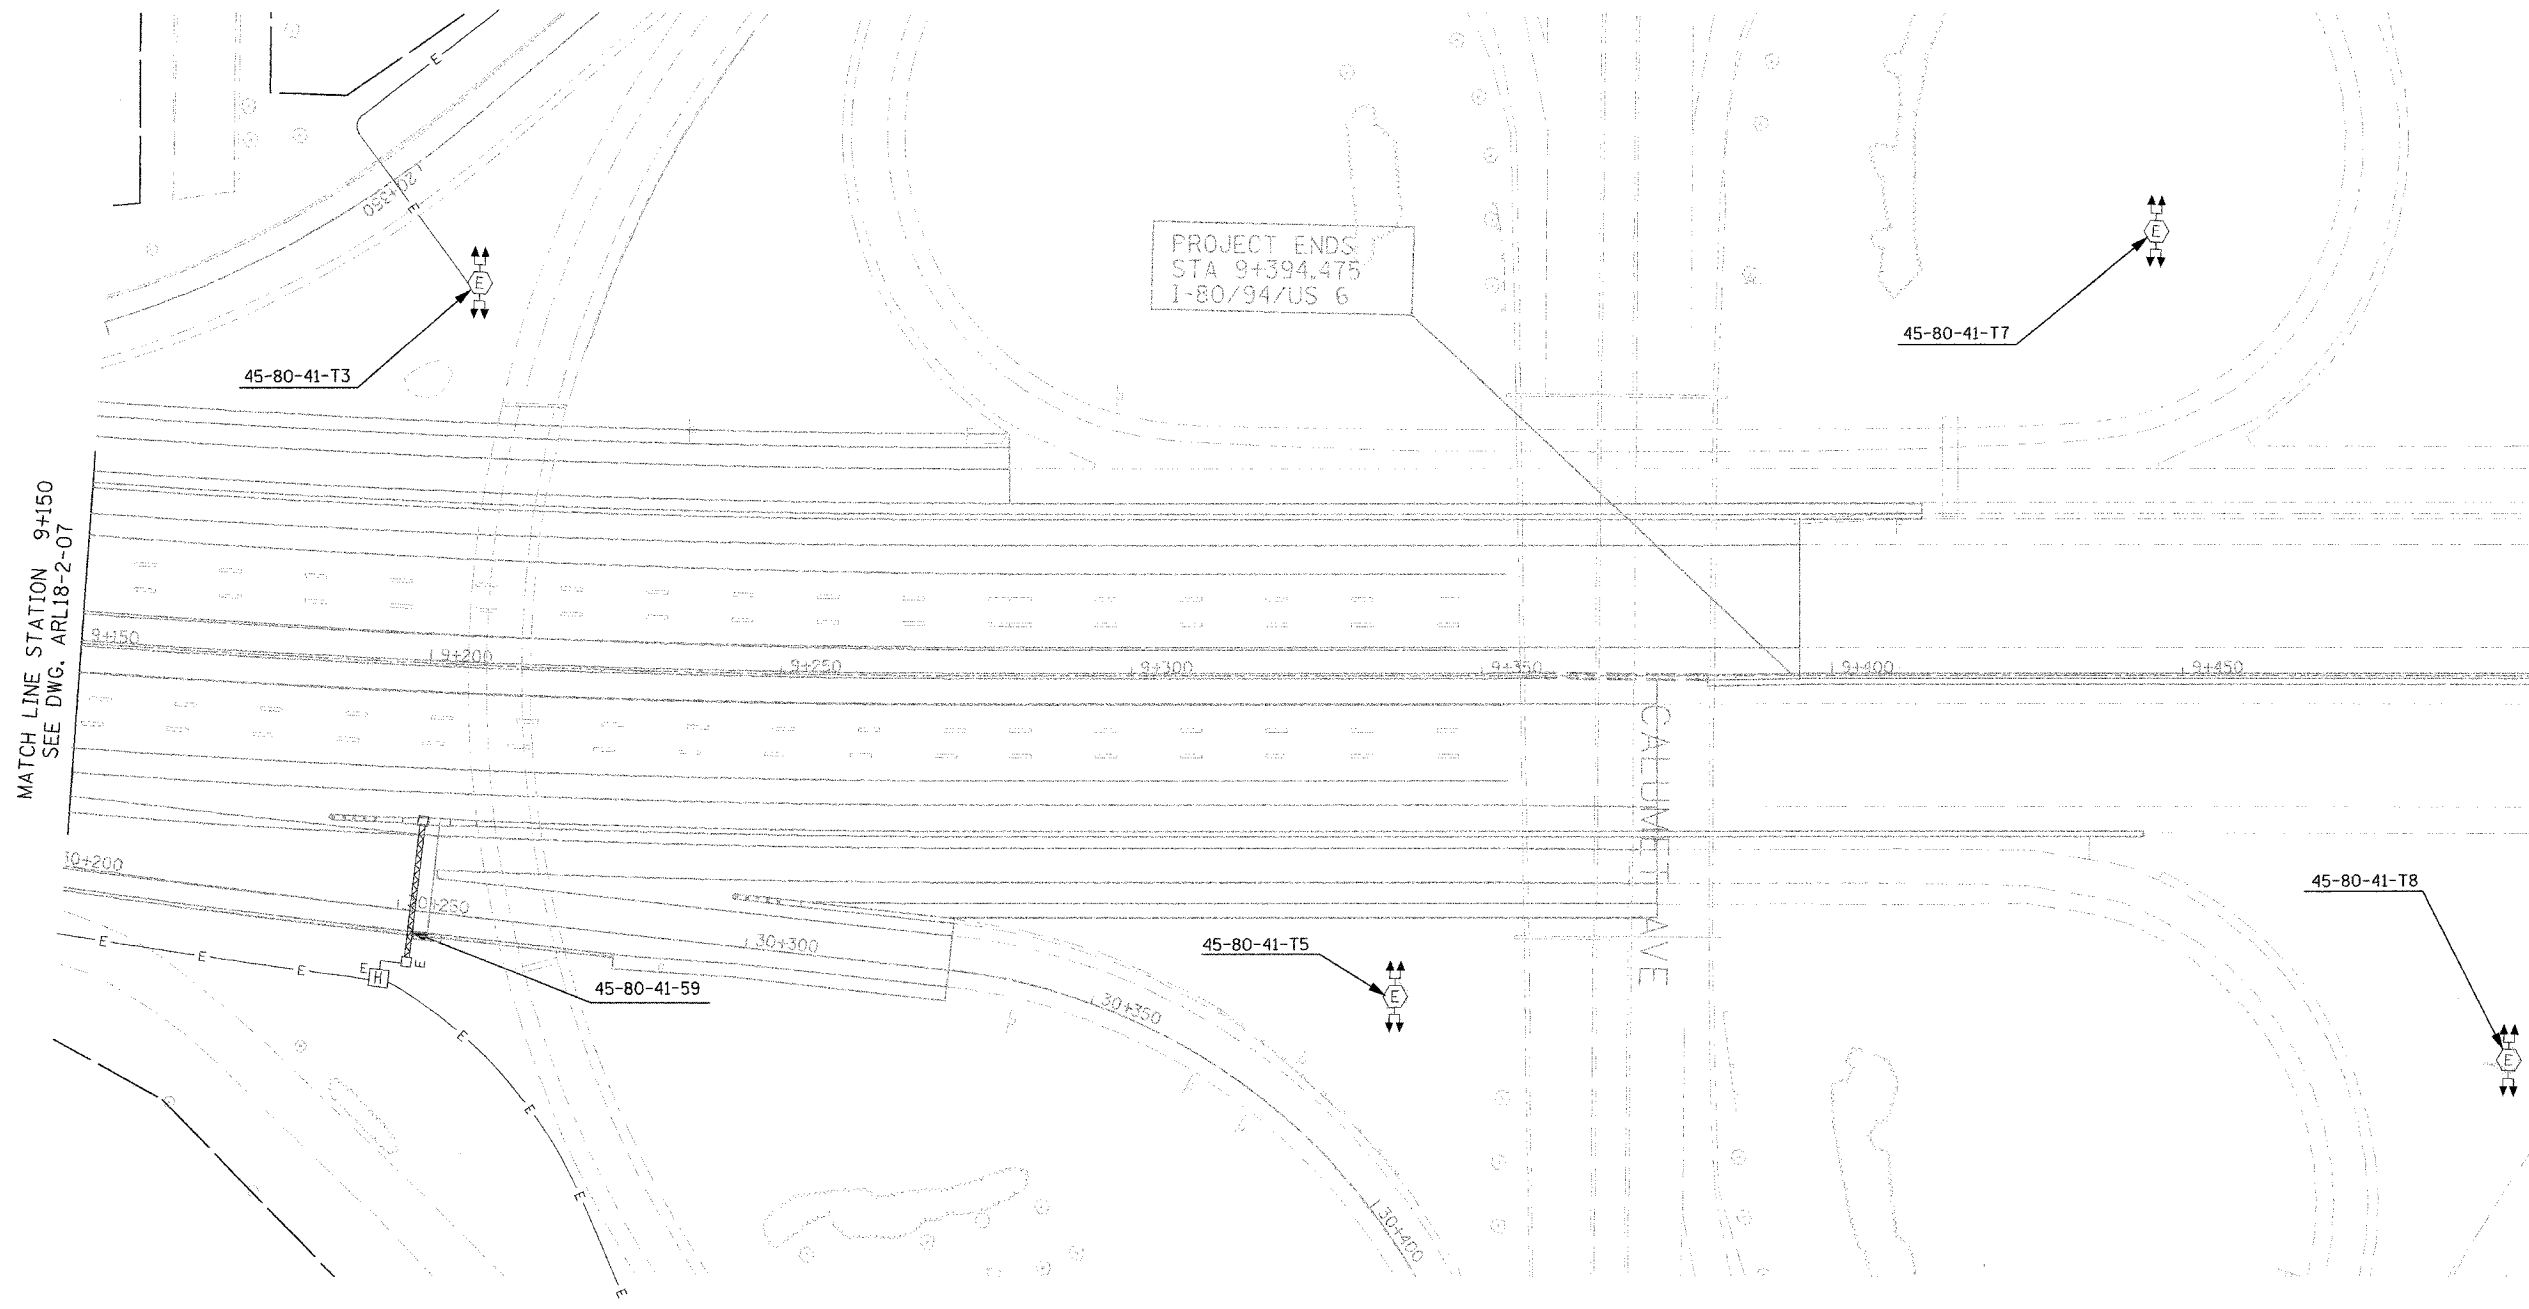 E
20+350
E
E
45-80-41-T3
PROJECT ENDS
STA 9+394.475
I-80/94/US 6
E
45-80-41-T7
MATCH LINE STATION 9+150
SEE DWG. ARL18-2-07
9+150
9+200
9+250
9+300
9+350
9+400
9+450
CALUMET AVE
30+200
30+250
30+300
30+350
30+400
E
E
E
E
H
E
45-80-41-59
45-80-41-T5
E
45-80-41-T8
E
E
E
E
E